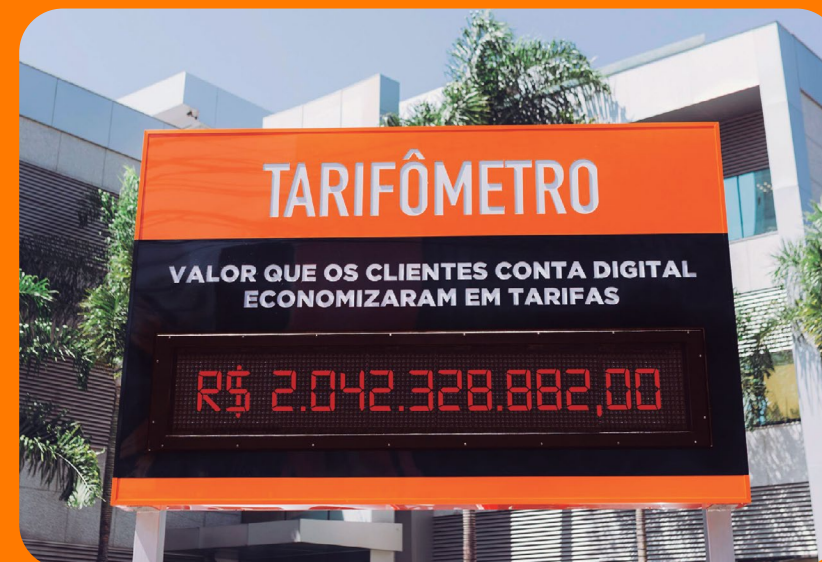 TARIFÔMETRO
VALOR QUE OS CLIENTES CONTA DIGITAL
ECONOMIZARAM EM TARIFAS
R$ 2.042.328.882,00